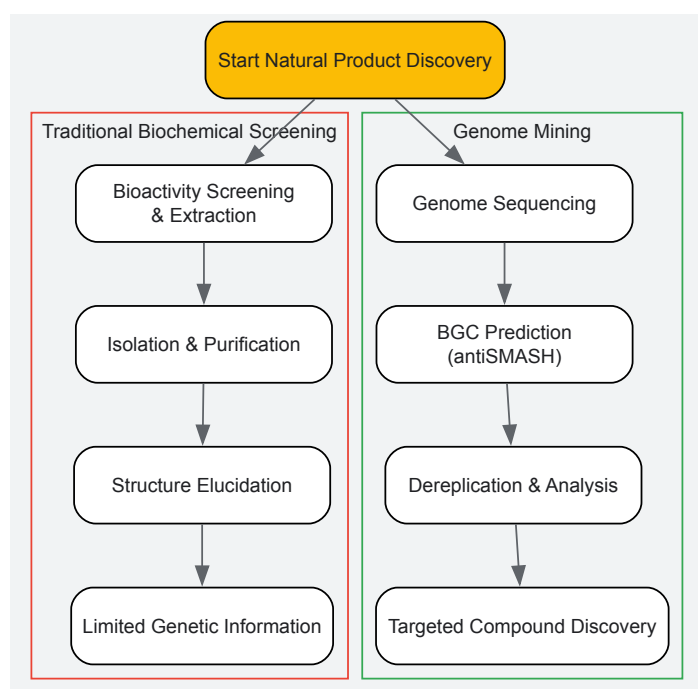 Start Natural Product Discovery
Traditional Biochemical Screening
Bioactivity Screening
& Extraction
Isolation & Purification
Structure Elucidation
Limited Genetic Information
Genome Mining
Genome Sequencing
BGC Prediction
(antiSMASH)
Dereplication & Analysis
Targeted Compound Discovery